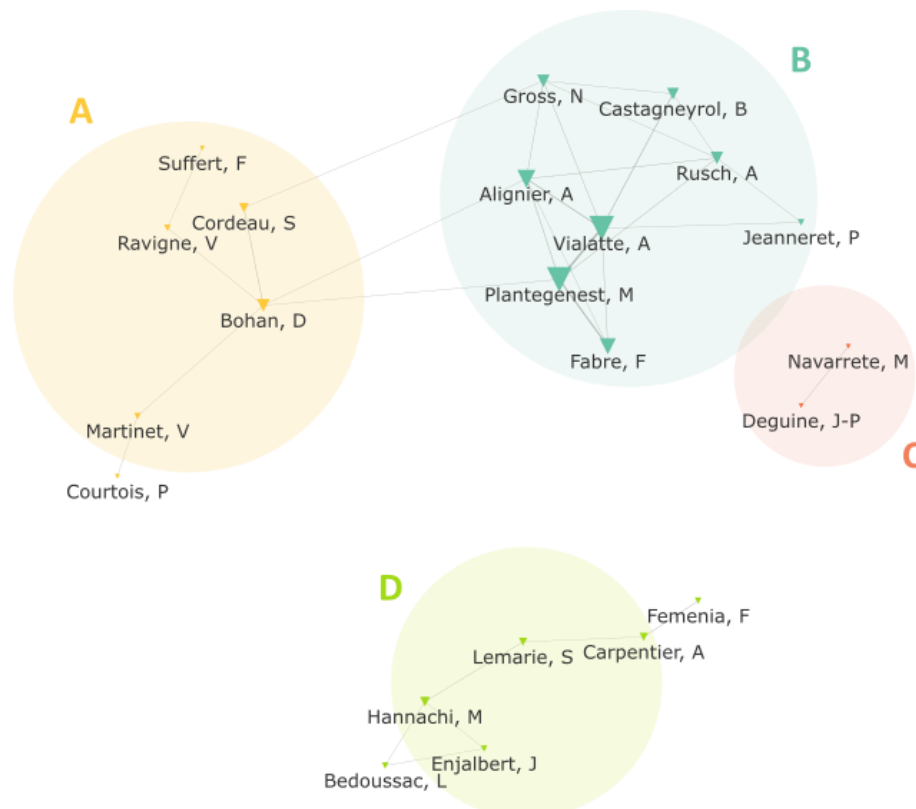 A
Suffert, F
Cordeau, S
Ravigne, V
Bohan, D
Martinet, V
Courtois, P
B
Gross, N
Castagneyrol, B
Rusch, A
Alignier, A
Vialatte, A
Jeanneret, P
Plantegenest, M
Fabre, F
Navarrete, M
Deguine, J-P
C
D
Femenia, F
Lemarie, S
Carpentier, A
Hannachi, M
Enjalbert, J
Bedoussac, L